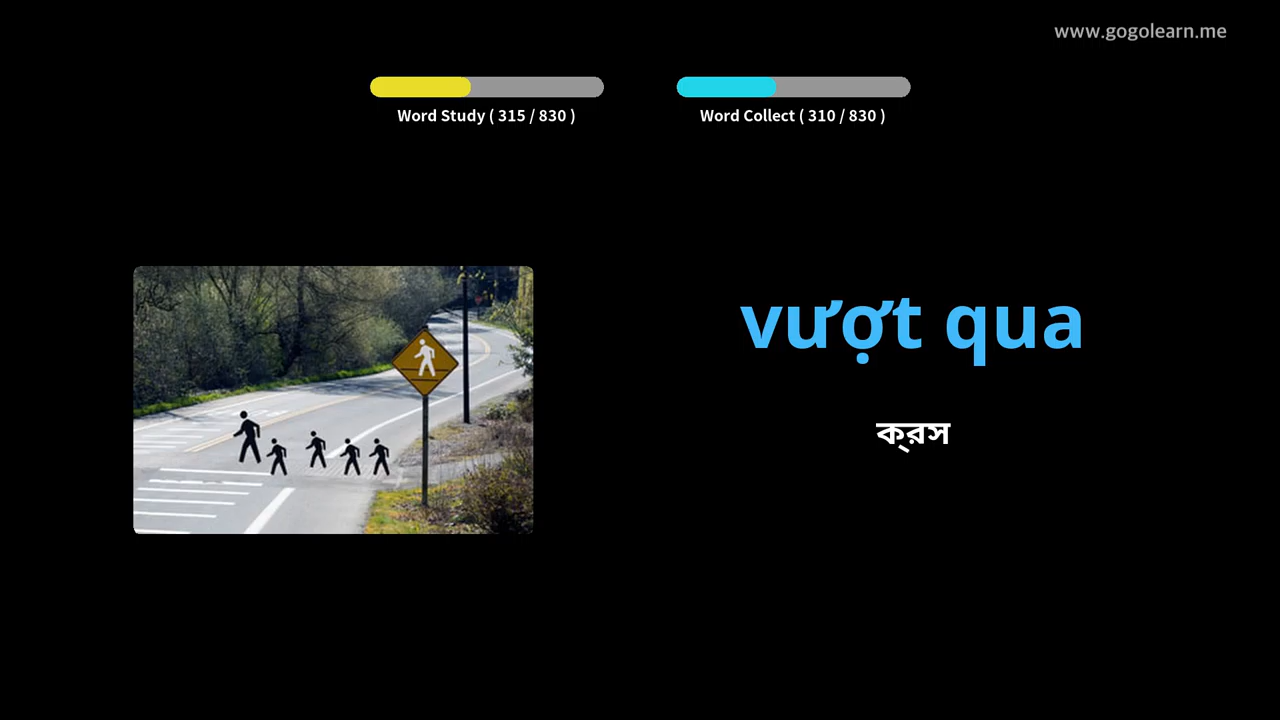 www.gogolearn.me
Word Study ( 315 / 830 )
Word Collect ( 310 / 830 )
vượt qua
ক্রস